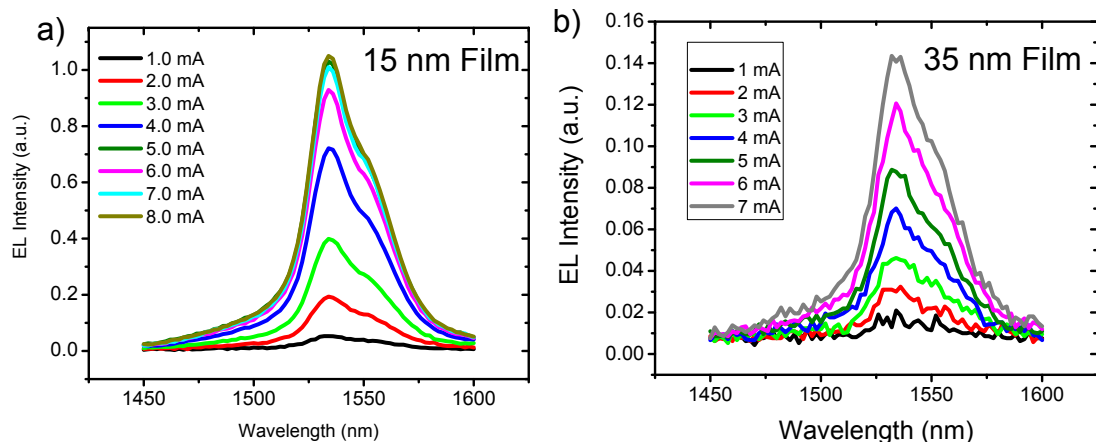 a)
15 nm Film
1.0 mA
2.0 mA
3.0 mA
4.0 mA
5.0 mA
6.0 mA
7.0 mA
8.0 mA
EL Intensity (a.u.)
1.0
0.8
0.6
0.4
0.2
0.0
1450 1500 1550 1600
Wavelength (nm)
b)
35 nm Film
1 mA
2 mA
3 mA
4 mA
5 mA
6 mA
7 mA
EL Intensity (a.u.)
0.16
0.14
0.12
0.10
0.08
0.06
0.04
0.02
0.00
1450 1500 1550 1600
Wavelength (nm)